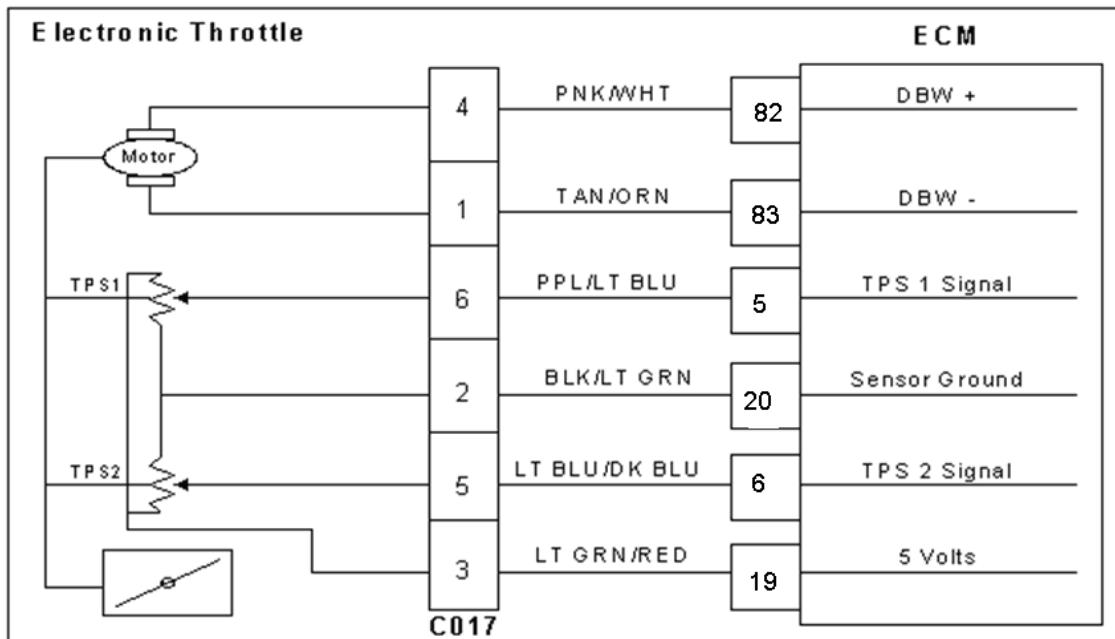 Electronic Throttle
ECM
4 PNK/WHT 82 DBW +
Motor
1 TAN/ORN 83 DBW -
TPS1 6 PPL/LT BLU 5 TPS 1 Signal
2 BLK/LT GRN 20 Sensor Ground
TPS2 5 LT BLU/DK BLU 6 TPS 2 Signal
3 LT GRN/RED 19 5 Volts
C017